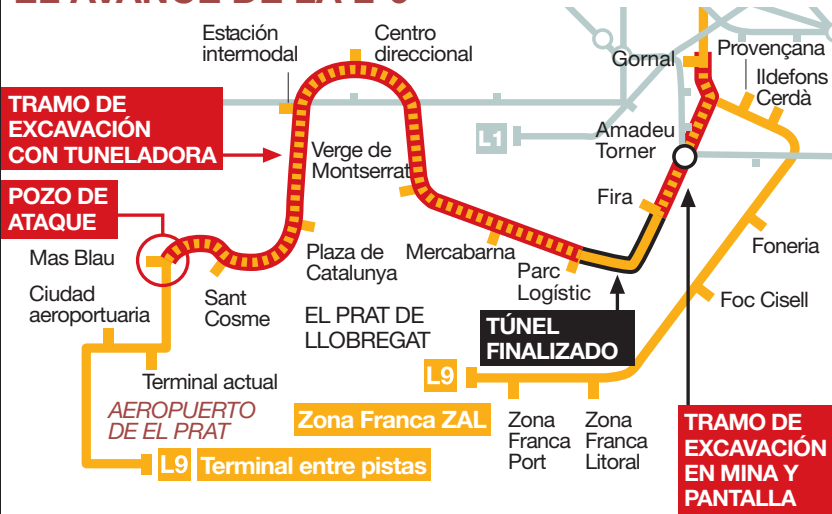 Estación
intermodal
Centro
direccional
Gornal
Provençana
Ildefons
Cerdà
TRAMO DE
EXCAVACIÓN
CON TUNELADORA
L1
Amadeu
Torner
Verge de
Montserrat
POZO DE
ATAQUE
Fira
Mas Blau
Plaza de
Catalunya
Mercabarna
Parc
Logístic
Foneria
Ciudad
aeroportuaria
Sant
Cosme
EL PRAT DE
LLOBREGAT
TÚNEL
FINALIZADO
Foc Cisell
Terminal actual
L9
AEROPUERTO
DE EL PRAT
Zona Franca ZAL
Zona
Franca
Port
Zona
Franca
Litoral
TRAMO DE
EXCAVACIÓN
EN MINA Y
PANTALLA
L9 Terminal entre pistas